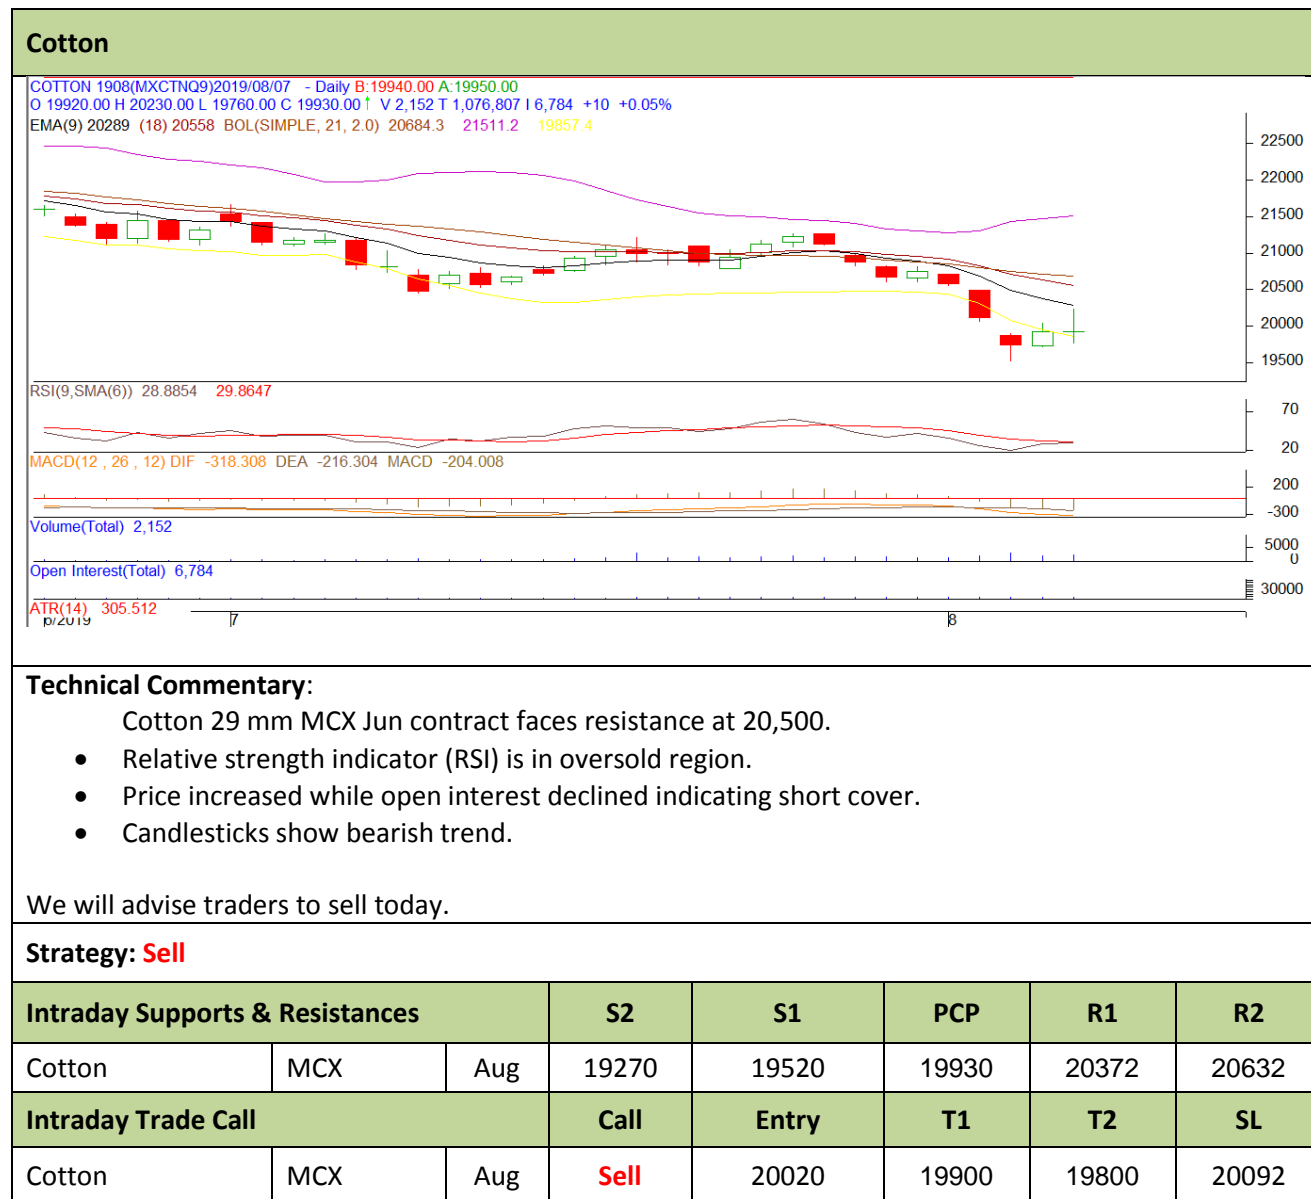 Cotton
COTTON 1908(MXCTNQ9)2019/08/07 - Daily B:19940.00 A:19950.00
O 19920.00 H 20230.00 L 19760.00 C 19930.00↑ V 2,152 T 1,076,807 I 6,784 +10 +0.05%
EMA(9) 20289 (18) 20558 BOL(SIMPLE, 21, 2.0) 20684.3 21511.2 19857.4
22500
22000
21500
21000
20500
20000
19500
RSI(9,SMA(6)) 28.8854 29.8647
70
20
MACD(12 , 26 , 12) DIF -318.308 DEA -216.304 MACD -204.008
200
-300
Volume(Total) 2,152
5000
0
Open Interest(Total) 6,784
30000
ATR(14) 305.512
6/2019 7 8
Technical Commentary:
Cotton 29 mm MCX Jun contract faces resistance at 20,500.
• Relative strength indicator (RSI) is in oversold region.
• Price increased while open interest declined indicating short cover.
• Candlesticks show bearish trend.
We will advise traders to sell today.
Strategy: Sell
Intraday Supports & Resistances S2 S1 PCP R1 R2
Cotton MCX Aug 19270 19520 19930 20372 20632
Intraday Trade Call Call Entry T1 T2 SL
Cotton MCX Aug Sell 20020 19900 19800 20092